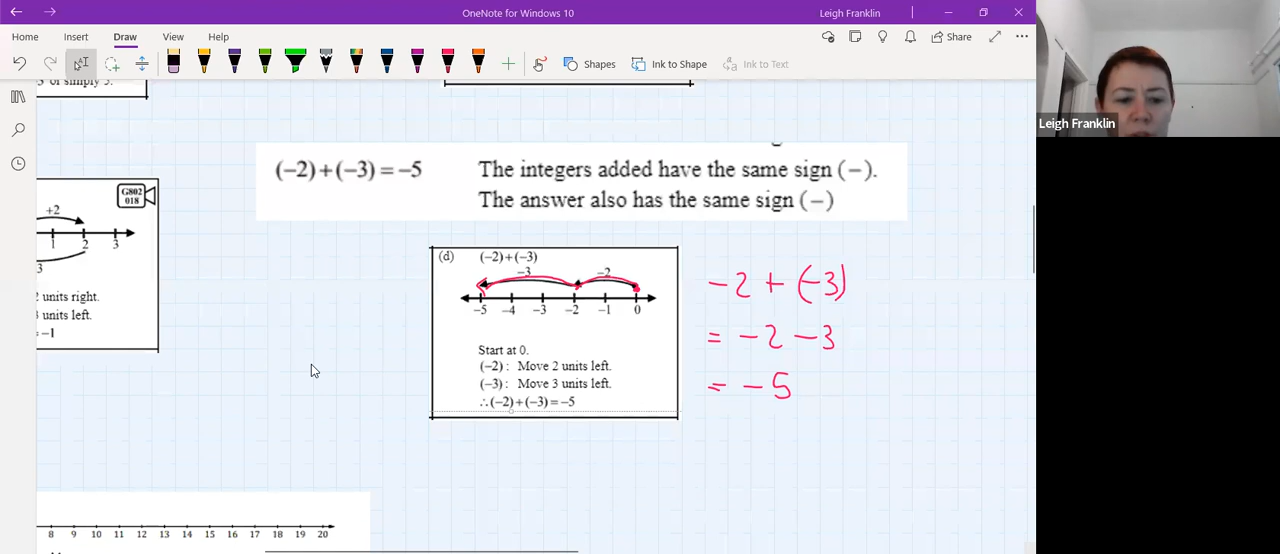 OneNote for Windows 10
Leigh Franklin
Home Insert Draw View Help
Share
Shapes Ink to Shape Ink to Text
or simply 5.
(−2)+(−3)=−5 The integers added have the same sign (−).
The answer also has the same sign (−)
G802
018
+2
1 2 3
3
2 units right.
3 units left.
= −1
(d) (−2)+(−3)
−3 −2
−5 −4 −3 −2 −1 0
Start at 0.
(−2): Move 2 units left.
(−3): Move 3 units left.
∴(−2)+(−3)=−5
−2 + (−3)
= −2 −3
= −5
8 9 10 11 12 13 14 15 16 17 18 19 20
Leigh Franklin